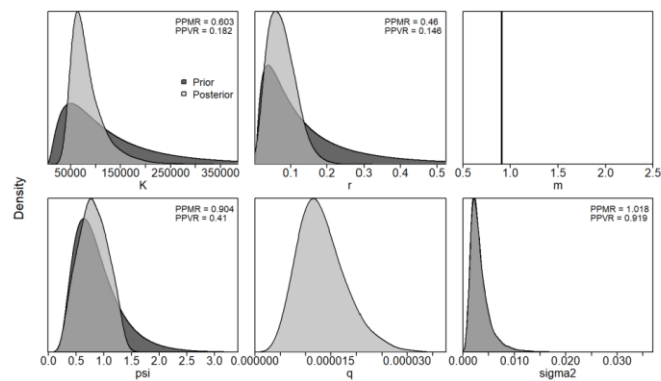 PPMR = 0.603
PPVR = 0.182
Prior
Posterior
50000 150000 250000 350000
K
PPMR = 0.46
PPVR = 0.146
0.1 0.2 0.3 0.4 0.5
r
0.5 1.0 1.5 2.0 2.5
m
Density
PPMR = 0.904
PPVR = 0.41
0.0 0.5 1.0 1.5 2.0 2.5 3.0
psi
0.000000 0.000015 0.000030
q
PPMR = 1.018
PPVR = 0.919
0.000 0.010 0.020 0.030
sigma2